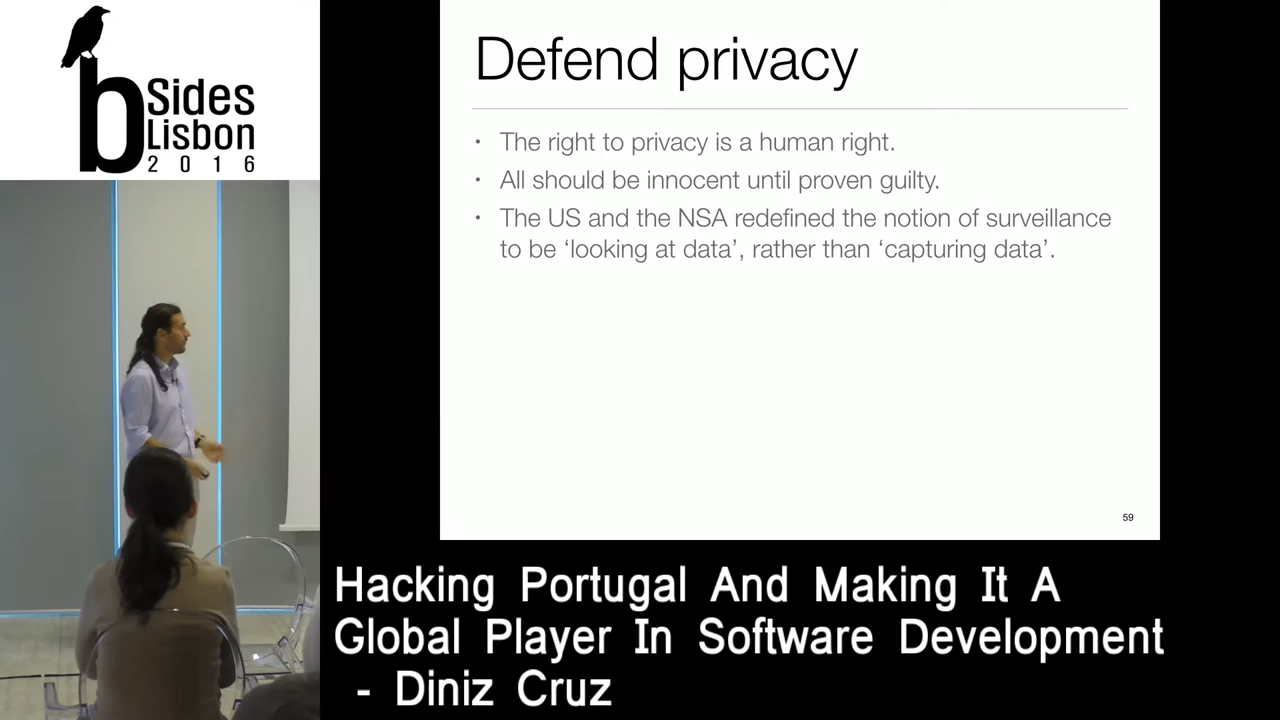 b
Sides
Lisbon
2016
Defend privacy
• The right to privacy is a human right.
• All should be innocent until proven guilty.
• The US and the NSA redefined the notion of surveillance
to be ‘looking at data’, rather than ‘capturing data’.
59
Hacking Portugal And Making It A
Global Player In Software Development
- Diniz Cruz